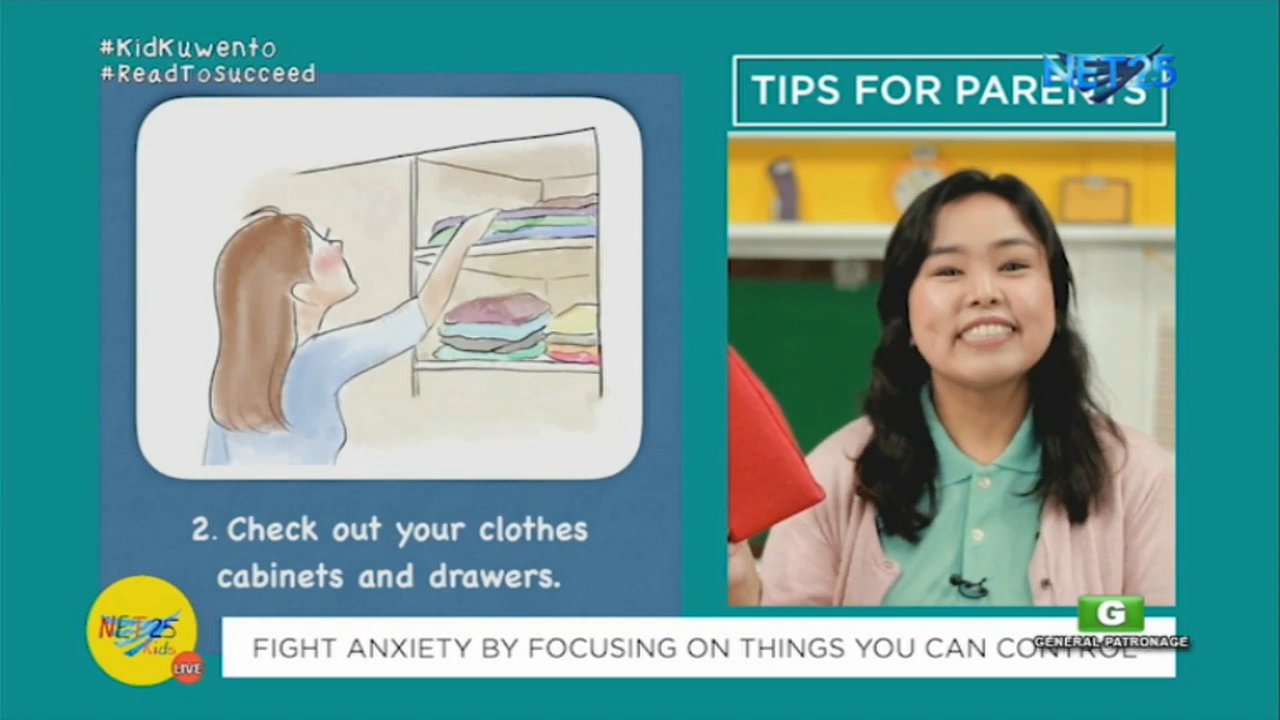 #KidKuwento
#ReadToSucceed
TIPS FOR PARENTS
NET25
2. Check out your clothes
cabinets and drawers.
NET25
Kids
LIVE
FIGHT ANXIETY BY FOCUSING ON THINGS YOU CAN CONTROL
G
GENERAL PATRONAGE